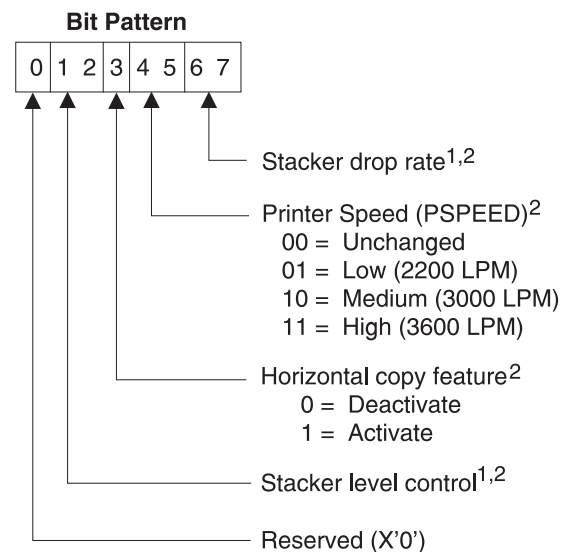 Bit Pattern
0 1 2 3 4 5 6 7
Stacker drop rate1,2
Printer Speed (PSPEED)2
00 = Unchanged
01 = Low (2200 LPM)
10 = Medium (3000 LPM)
11 = High (3600 LPM)
Horizontal copy feature2
0 = Deactivate
1 = Activate
Stacker level control1,2
Reserved (X'0')